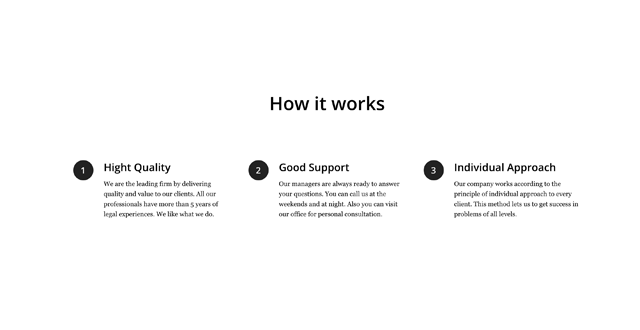 How it works
1
Hight Quality
We are the leading firm by delivering
quality and value to our clients. All our
professionals have more than 5 years of
legal experiences. We like what we do.
2
Good Support
Our managers are always ready to answer
your questions. You can call us at the
weekends and at night. Also you can visit
our office for personal consultation.
3
Individual Approach
Our company works according to the
principle of individual approach to every
client. This method lets us to get success in
problems of all levels.